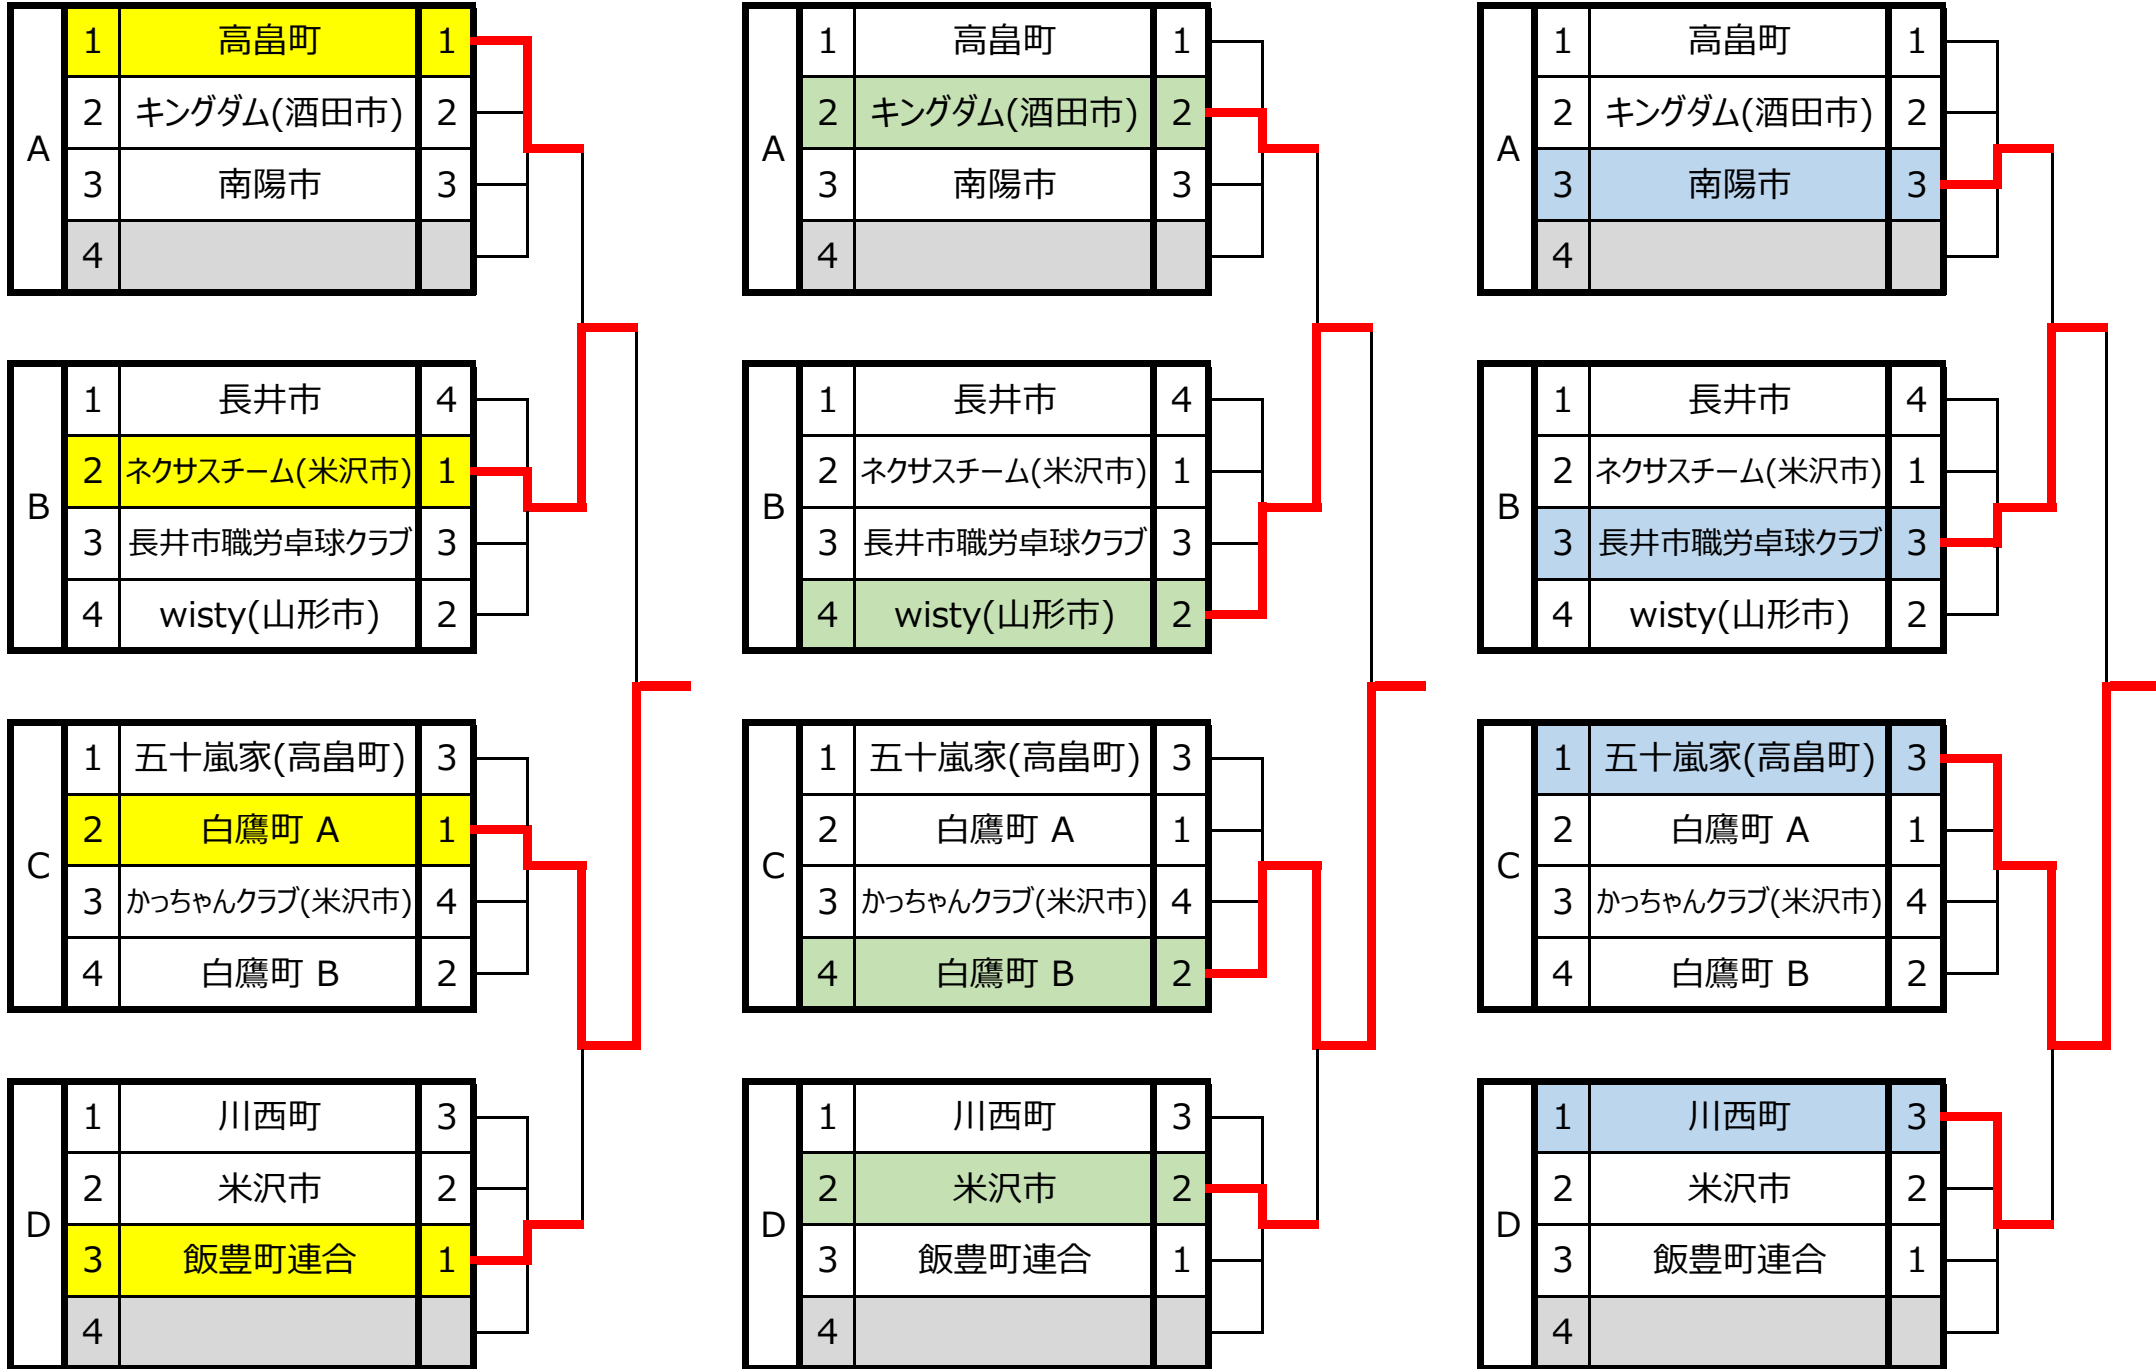 A
1 高畠町 1
2 キングダム(酒田市) 2
3 南陽市 3
4
B
1 長井市 4
2 ネクサスチーム(米沢市) 1
3 長井市職労卓球クラブ 3
4 wisty(山形市) 2
C
1 五十嵐家(高畠町) 3
2 白鷹町 A 1
3 かっちゃんクラブ(米沢市) 4
4 白鷹町 B 2
D
1 川西町 3
2 米沢市 2
3 飯豊町連合 1
4
A
1 高畠町 1
2 キングダム(酒田市) 2
3 南陽市 3
4
B
1 長井市 4
2 ネクサスチーム(米沢市) 1
3 長井市職労卓球クラブ 3
4 wisty(山形市) 2
C
1 五十嵐家(高畠町) 3
2 白鷹町 A 1
3 かっちゃんクラブ(米沢市) 4
4 白鷹町 B 2
D
1 川西町 3
2 米沢市 2
3 飯豊町連合 1
4
A
1 高畠町 1
2 キングダム(酒田市) 2
3 南陽市 3
4
B
1 長井市 4
2 ネクサスチーム(米沢市) 1
3 長井市職労卓球クラブ 3
4 wisty(山形市) 2
C
1 五十嵐家(高畠町) 3
2 白鷹町 A 1
3 かっちゃんクラブ(米沢市) 4
4 白鷹町 B 2
D
1 川西町 3
2 米沢市 2
3 飯豊町連合 1
4